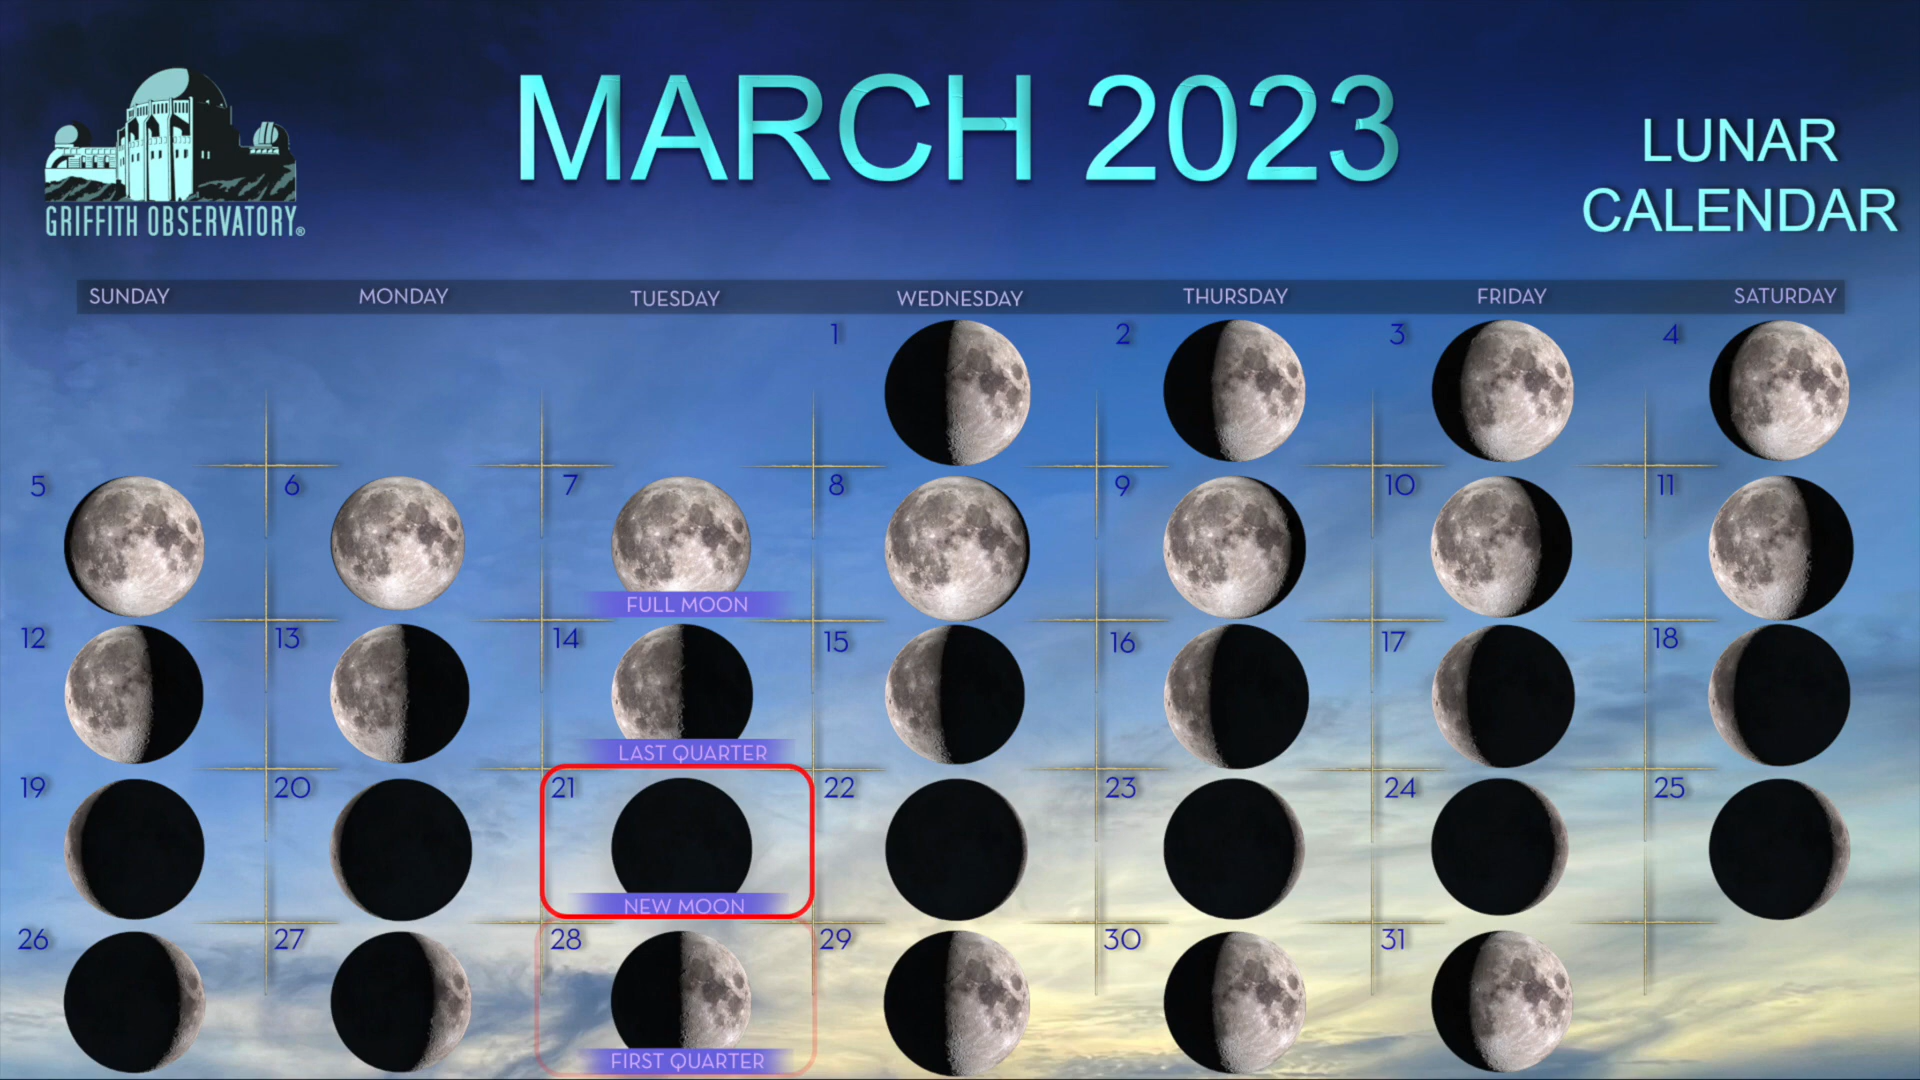 MARCH 2023
LUNAR
CALENDAR
GRIFFITH OBSERVATORY®
SUNDAY MONDAY TUESDAY WEDNESDAY THURSDAY FRIDAY SATURDAY
1 2 3 4
5 6 7 8 9 10 11
FULL MOON
12 13 14 15 16 17 18
LAST QUARTER
19 20 21 22 23 24 25
NEW MOON
26 27 28 29 30 31
FIRST QUARTER